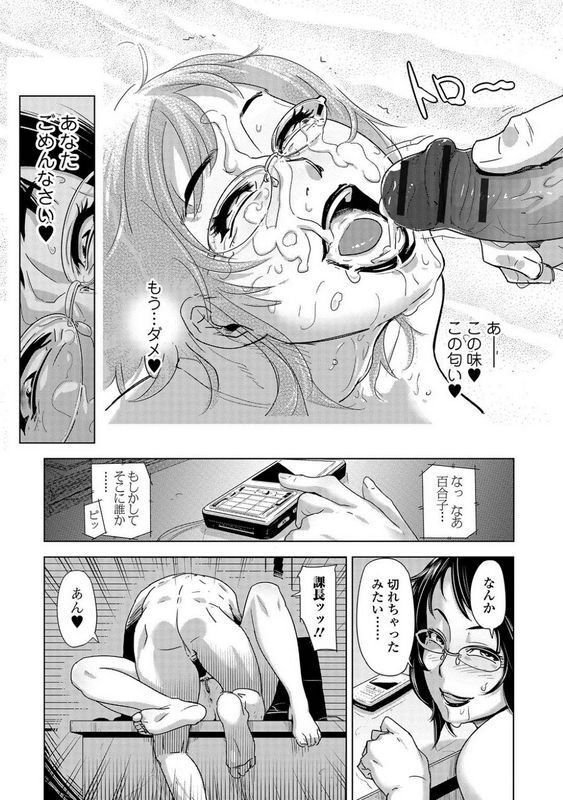 トロ〜
あ――
この味♥
この匂い♥
もう…ダメ♥
あなた
ごめんなさい♥
なっ なあ
百合子…
もしかして
そこに誰か
……
ピッ
なんか
切れちゃった
みたい……
課長ッッ!!
あん♥